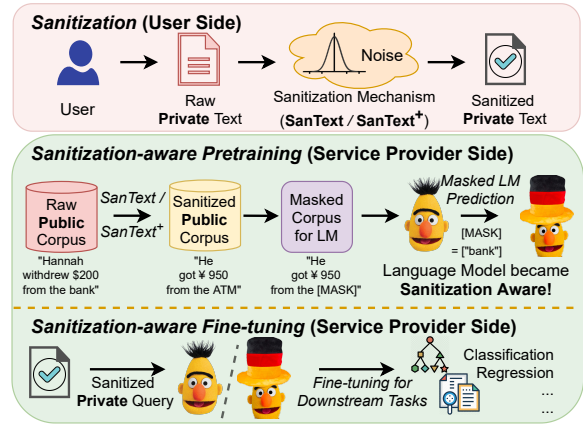 Sanitization (User Side)
User
Raw
Private Text
Noise
Sanitization Mechanism
(SanText / SanText+)
Sanitized
Private Text
Sanitization-aware Pretraining (Service Provider Side)
Raw
Public
Corpus
SanText /
SanText+
Sanitized
Public
Corpus
Masked
Corpus
for LM
Masked LM
Prediction
[MASK]
= ["bank"]
"Hannah
withdrew $200
from the bank"
"He
got ¥ 950
from the ATM"
"He
got ¥ 950
from the [MASK]"
Language Model became
Sanitization Aware!
Sanitization-aware Fine-tuning (Service Provider Side)
Sanitized
Private Query
Fine-tuning for
Downstream Tasks
Classification
Regression
...
...